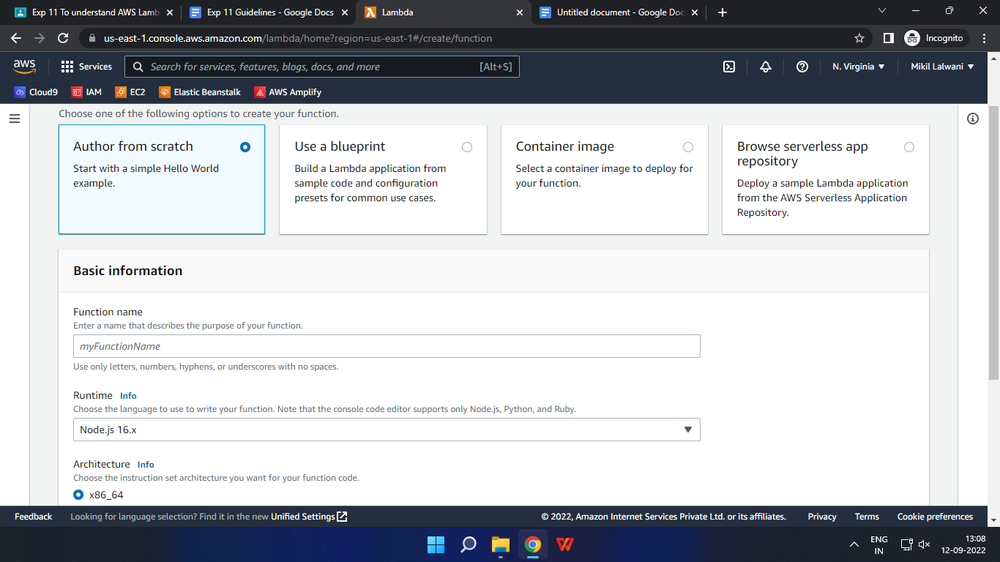 Exp 11 To understand AWS Lamb
Exp 11 Guidelines - Google Docs
Lambda
Untitled document - Google Doc
us-east-1.console.aws.amazon.com/lambda/home?region=us-east-1#/create/function
Incognito
aws
Services
Search for services, features, blogs, docs, and more
[Alt+S]
N. Virginia
Mikil Lalwani
Cloud9
IAM
EC2
Elastic Beanstalk
AWS Amplify
Choose one of the following options to create your function.
Author from scratch
Start with a simple Hello World
example.
Use a blueprint
Build a Lambda application from
sample code and configuration
presets for common use cases.
Container image
Select a container image to deploy for
your function.
Browse serverless app
repository
Deploy a sample Lambda application
from the AWS Serverless Application
Repository.
Basic information
Function name
Enter a name that describes the purpose of your function.
myFunctionName
Use only letters, numbers, hyphens, or underscores with no spaces.
Runtime Info
Choose the language to use to write your function. Note that the console code editor supports only Node.js, Python, and Ruby.
Node.js 16.x
Architecture Info
Choose the instruction set architecture you want for your function code.
x86_64
Feedback
Looking for language selection? Find it in the new Unified Settings
© 2022, Amazon Internet Services Private Ltd. or its affiliates.
Privacy
Terms
Cookie preferences
ENG
IN
13:08
12-09-2022